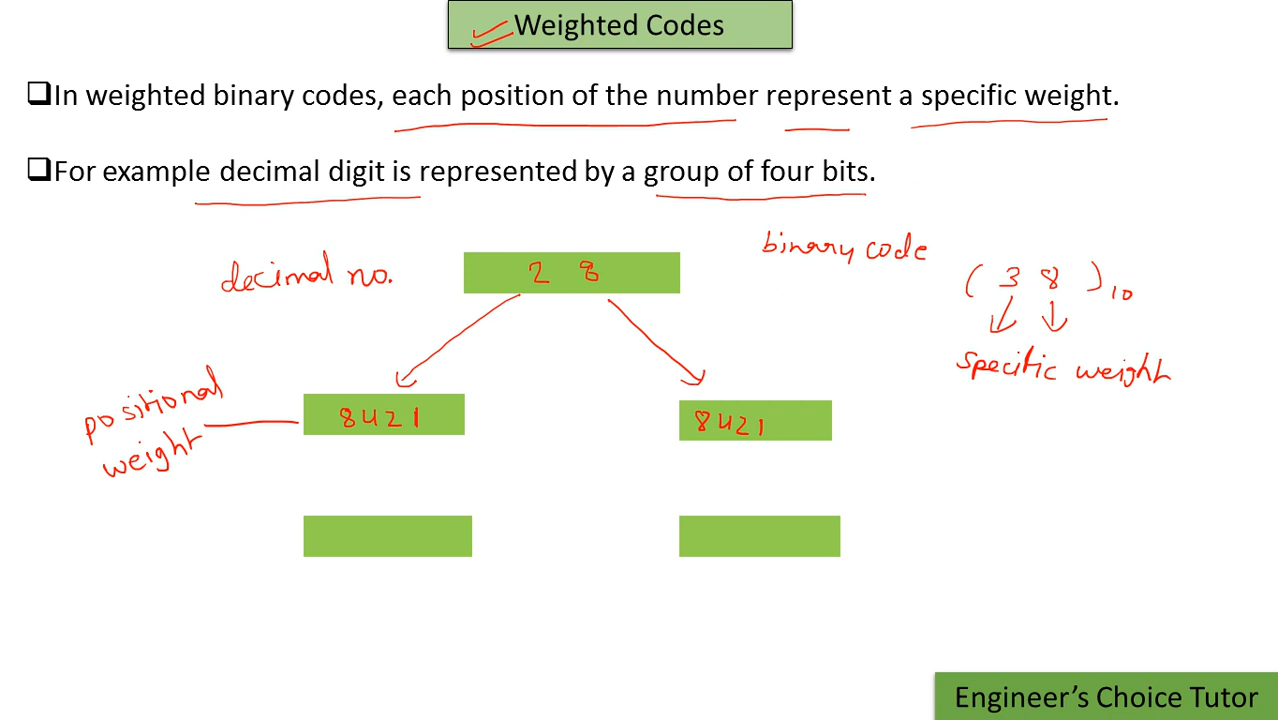 Weighted Codes
❑In weighted binary codes, each position of the number represent a specific weight.
❑For example decimal digit is represented by a group of four bits.
binary code
decimal no.
2 8
(3 8)₁₀
specific weight
positional
weight
8421
8421
Engineer's Choice Tutor